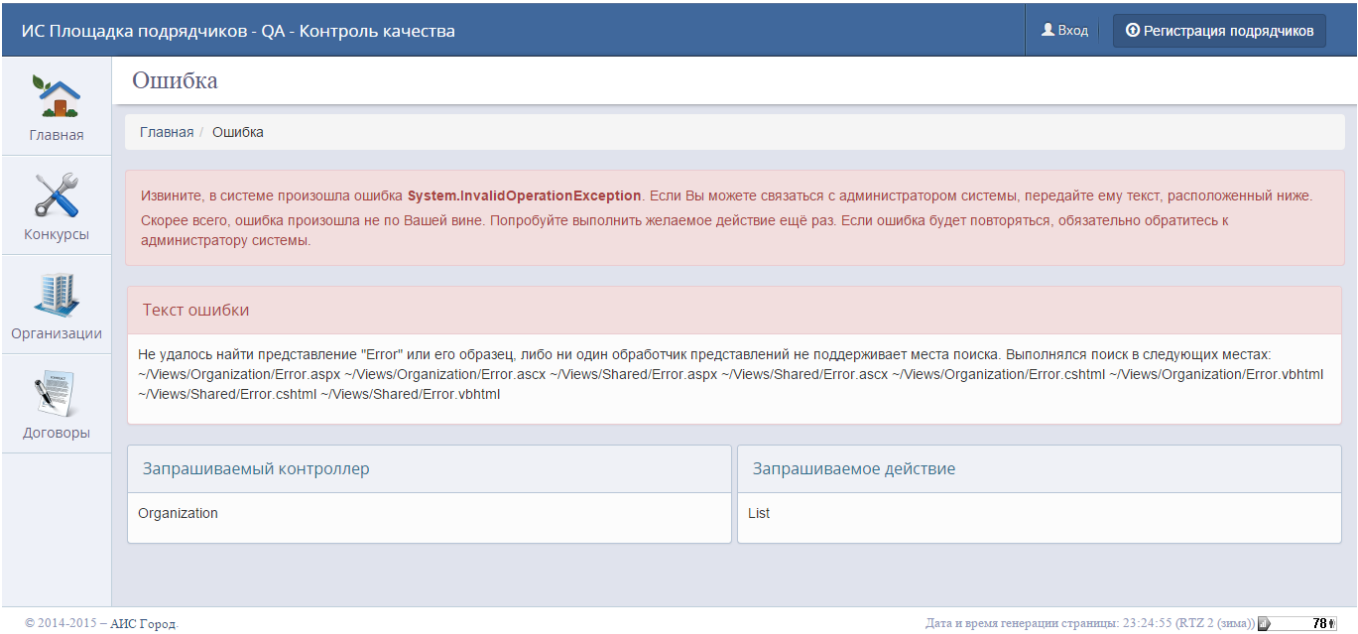 ИС Площадка подрядчиков - QA - Контроль качества
Вход
Регистрация подрядчиков
Главная
Конкурсы
Организации
Договоры
Ошибка
Главная / Ошибка
Извините, в системе произошла ошибка System.InvalidOperationException. Если Вы можете связаться с администратором системы, передайте ему текст, расположенный ниже.
Скорее всего, ошибка произошла не по Вашей вине. Попробуйте выполнить желаемое действие ещё раз. Если ошибка будет повторяться, обязательно обратитесь к
администратору системы.
Текст ошибки
Не удалось найти представление "Error" или его образец, либо ни один обработчик представлений не поддерживает места поиска. Выполнялся поиск в следующих местах:
~/Views/Organization/Error.aspx ~/Views/Organization/Error.ascx ~/Views/Shared/Error.aspx ~/Views/Shared/Error.ascx ~/Views/Organization/Error.cshtml ~/Views/Organization/Error.vbhtml
~/Views/Shared/Error.cshtml ~/Views/Shared/Error.vbhtml
Запрашиваемый контроллер
Organization
Запрашиваемое действие
List
© 2014-2015 – АИС Город.
Дата и время генерации страницы: 23:24:55 (RTZ 2 (зима))
78